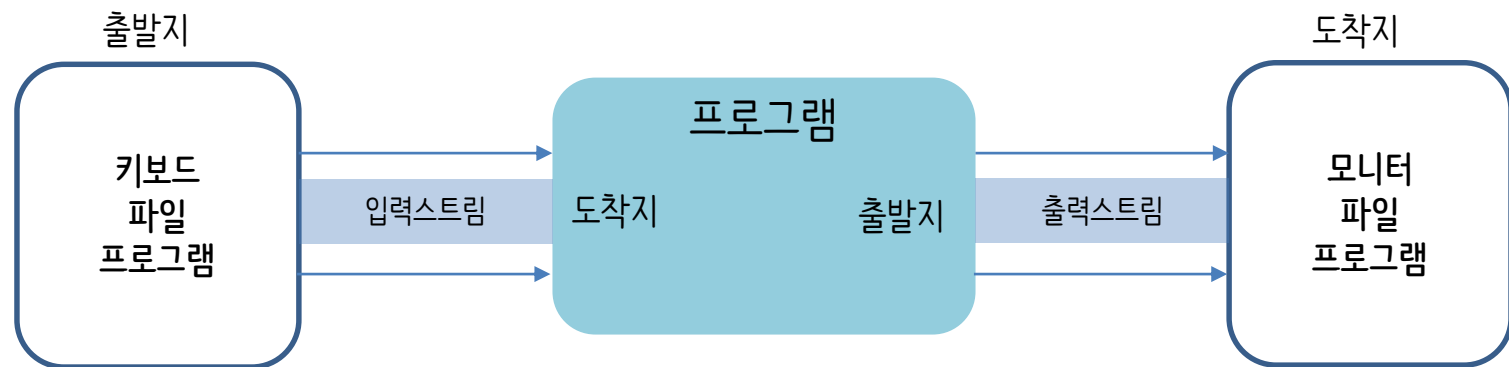 출발지
키보드
파일
프로그램
입력스트림
프로그램
도착지
출발지
출력스트림
도착지
모니터
파일
프로그램